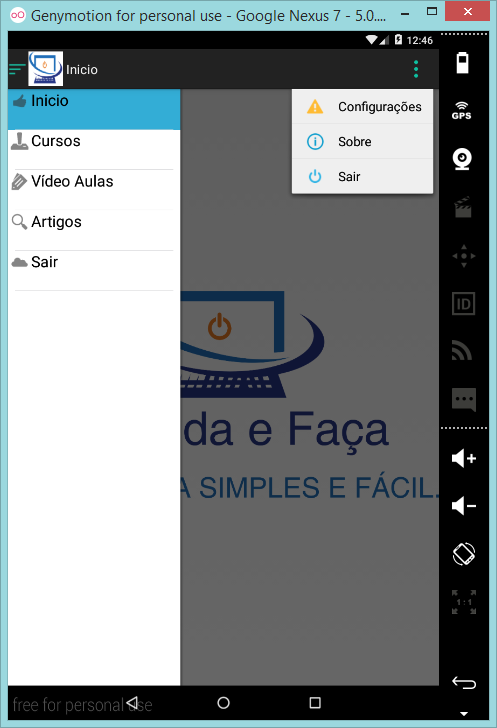 Genymotion for personal use - Google Nexus 7 - 5.0....
12:46
Inicio
Configurações
Sobre
Sair
Inicio
Cursos
Vídeo Aulas
Artigos
Sair
da e Faça
A SIMPLES E FÁCIL.
free for personal use
GPS
ID
1:1